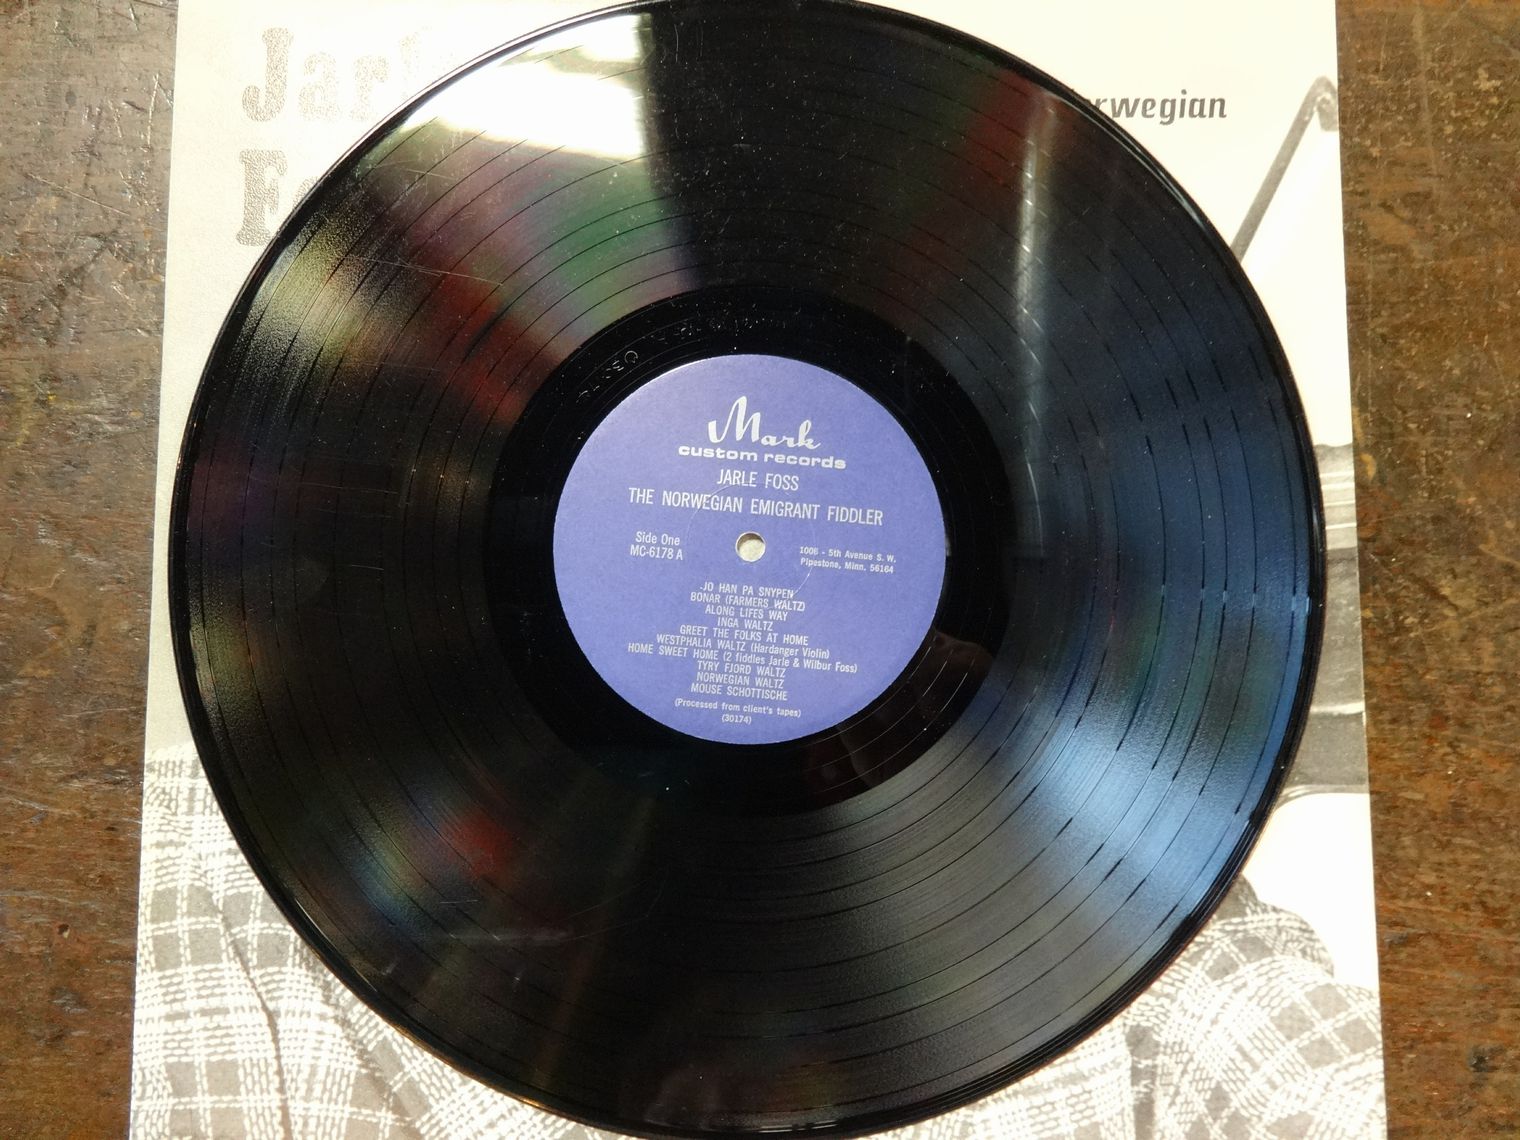 Jar
rwegian
F
Mark
custom records
JARLE FOSS
THE NORWEGIAN EMIGRANT FIDDLER
Side One
MC-6178 A
1006 - 5th Avenue S. W.
Pipestone, Minn. 56164
JO HAN PA SNYPEN
BONAR (FARMERS WALTZ)
ALONG LIFES WAY
INGA WALTZ
GREET THE FOLKS AT HOME
WESTPHALIA WALTZ (Hardanger Violin)
HOME SWEET HOME (2 fiddles Jarle & Wilbur Foss)
TYRY FJORD WALTZ
NORWEGIAN WALTZ
MOUSE SCHOTTISCHE
(Processed from client's tapes)
(30174)